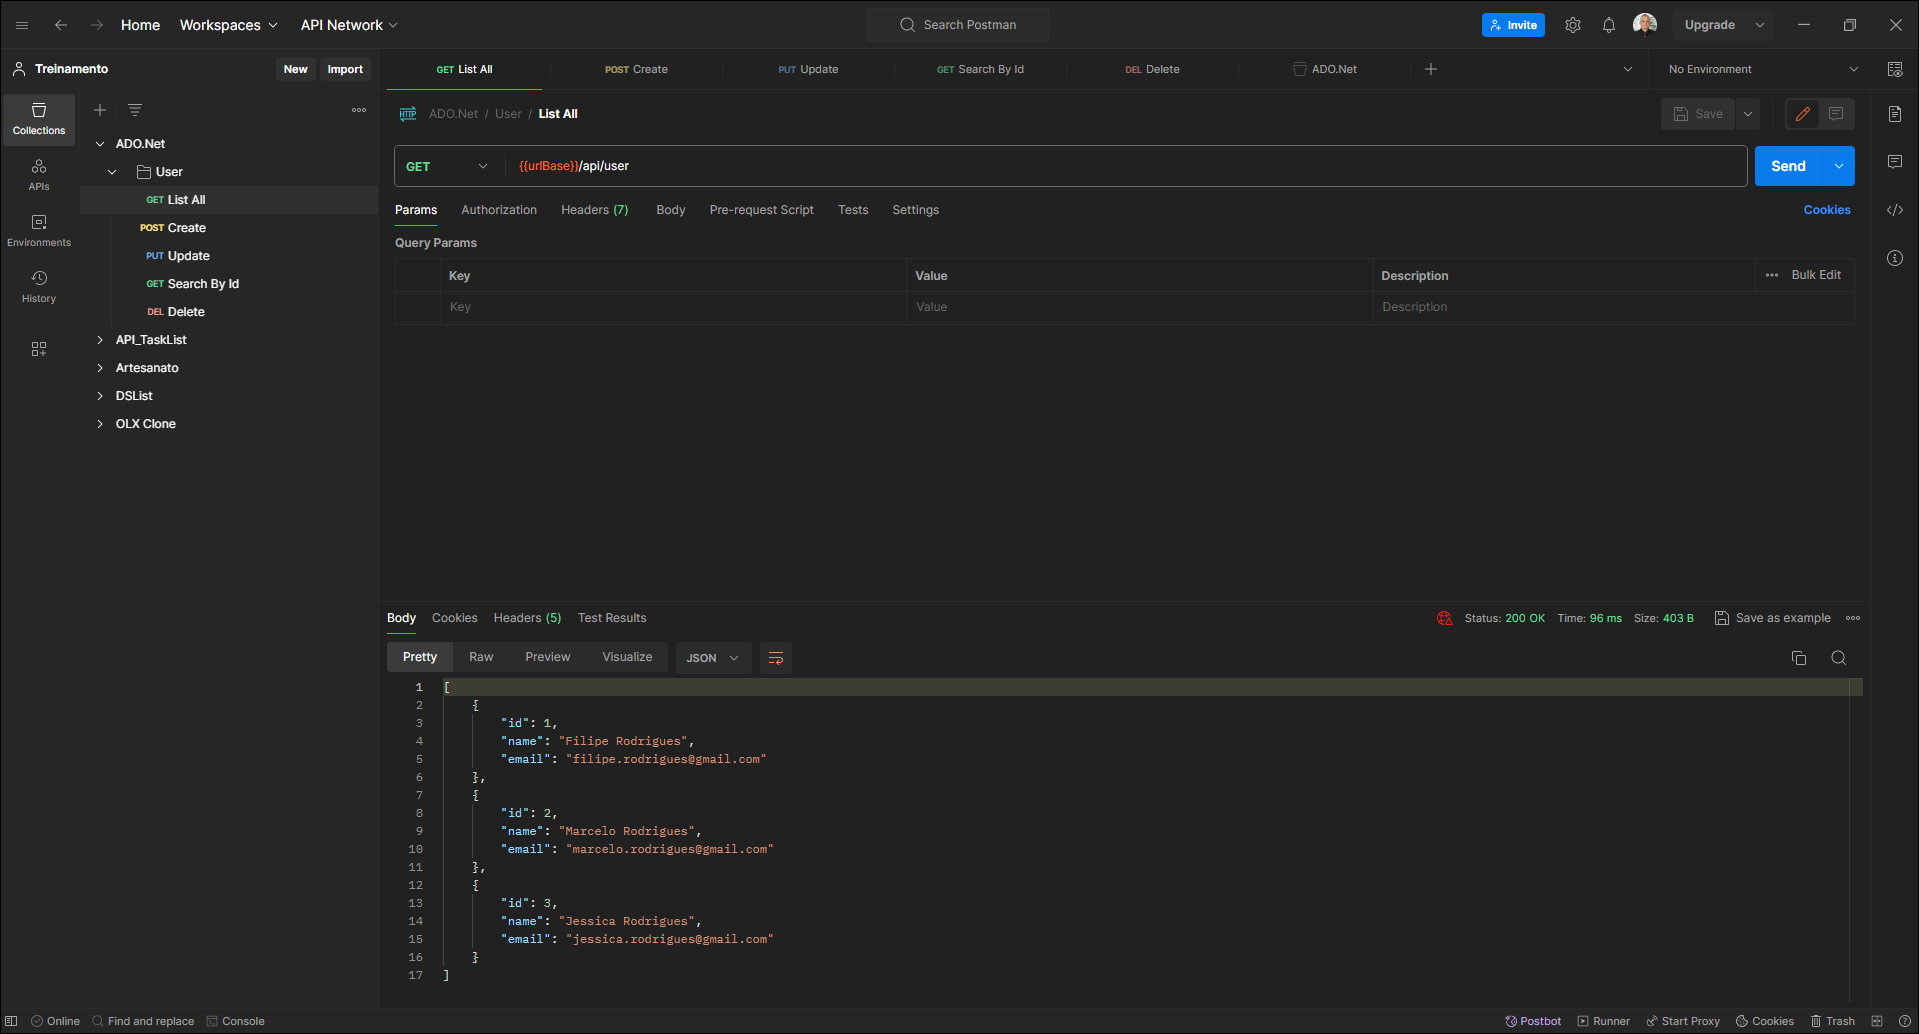 Home Workspaces API Network Search Postman Invite Upgrade
Treinamento New Import
GET List All POST Create PUT Update GET Search By Id DEL Delete ADO.Net No Environment
Collections
APIs
Environments
History
ADO.Net
User
GET List All
POST Create
PUT Update
GET Search By Id
DEL Delete
API_TaskList
Artesanato
DSList
OLX Clone
HTTP ADO.Net / User / List All Save
GET {{urlBase}}/api/user Send
Params Authorization Headers (7) Body Pre-request Script Tests Settings Cookies
Query Params
Key Value Description Bulk Edit
Key Value Description
Body Cookies Headers (5) Test Results Status: 200 OK Time: 96 ms Size: 403 B Save as example
Pretty Raw Preview Visualize JSON
1 [
2 {
3 "id": 1,
4 "name": "Filipe Rodrigues",
5 "email": "filipe.rodrigues@gmail.com"
6 },
7 {
8 "id": 2,
9 "name": "Marcelo Rodrigues",
10 "email": "marcelo.rodrigues@gmail.com"
11 },
12 {
13 "id": 3,
14 "name": "Jessica Rodrigues",
15 "email": "jessica.rodrigues@gmail.com"
16 }
17 ]
Online Find and replace Console Postbot Runner Start Proxy Cookies Trash